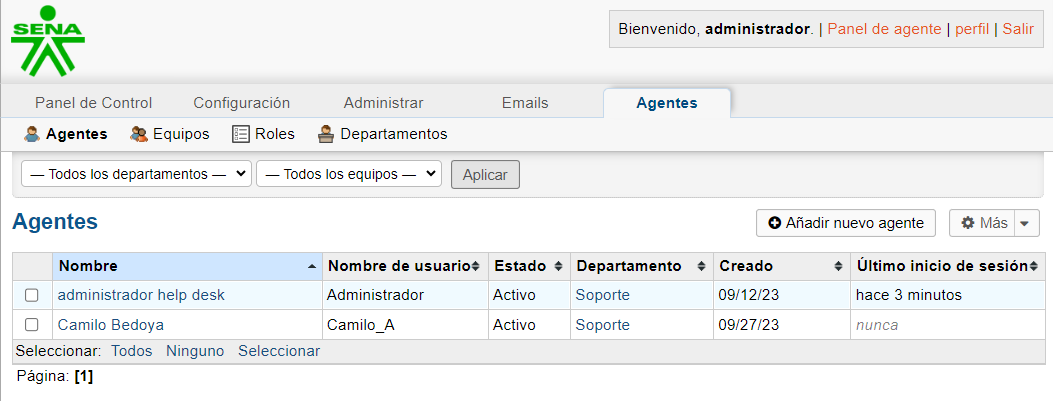 SENA
Bienvenido, administrador. | Panel de agente | perfil | Salir
Panel de Control Configuración Administrar Emails Agentes
Agentes Equipos Roles Departamentos
— Todos los departamentos — — Todos los equipos — Aplicar
Agentes Añadir nuevo agente Más
Nombre Nombre de usuario Estado Departamento Creado Último inicio de sesión
administrador help desk Administrador Activo Soporte 09/12/23 hace 3 minutos
Camilo Bedoya Camilo_A Activo Soporte 09/27/23 nunca
Seleccionar: Todos Ninguno Seleccionar
Página: [1]